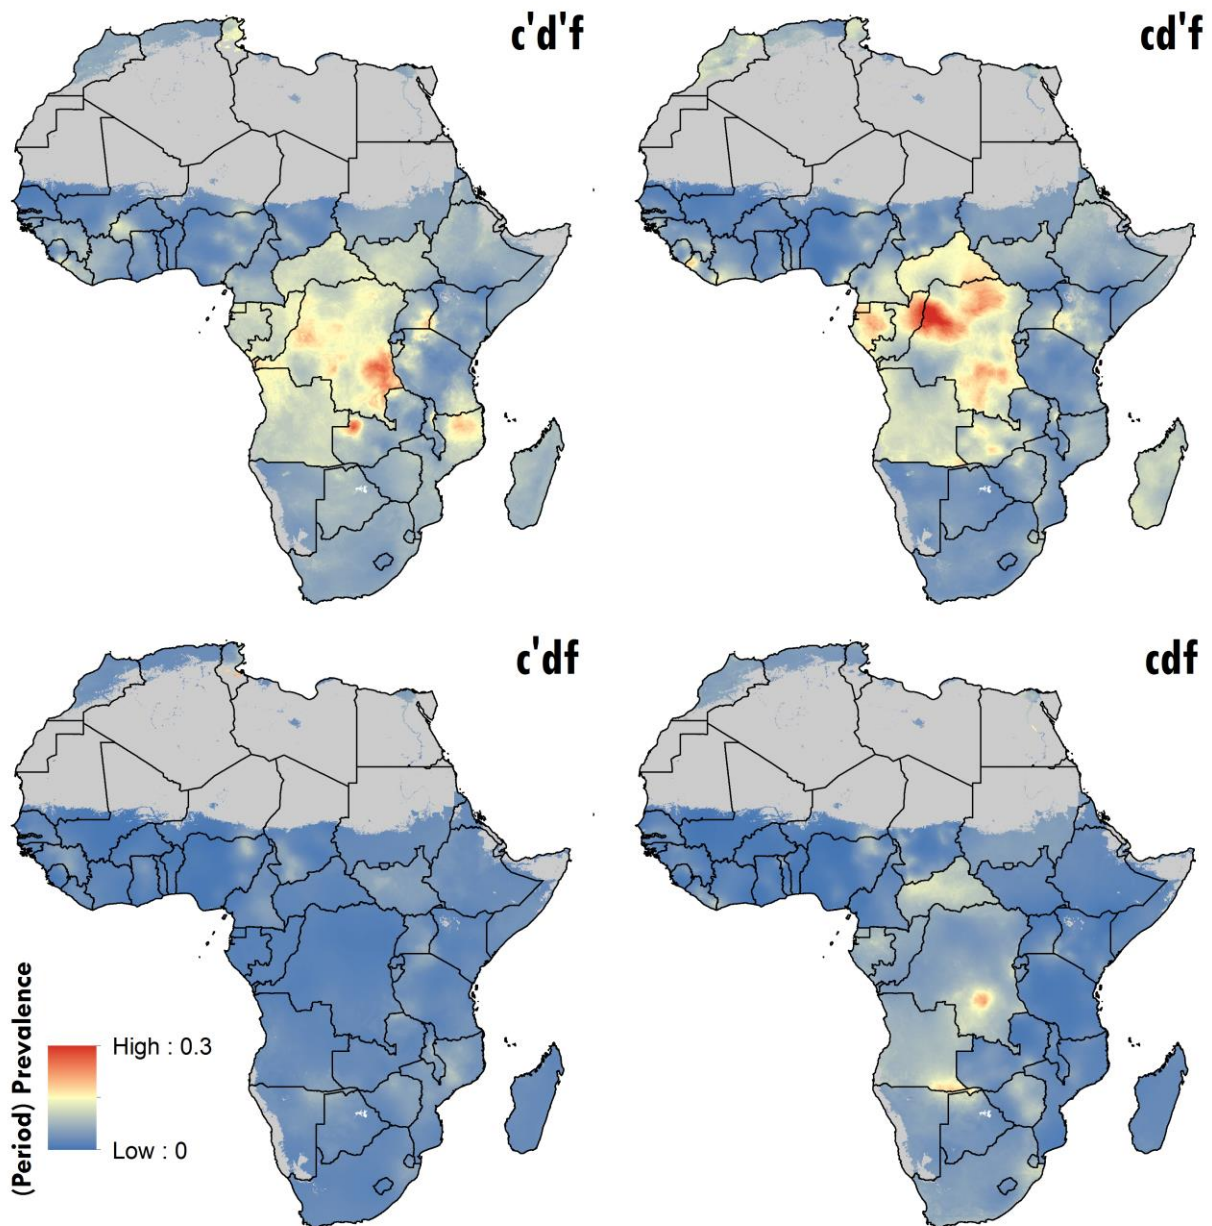 c'd'f
cd'f
c'df
cdf
(Period) Prevalence
High : 0.3
Low : 0